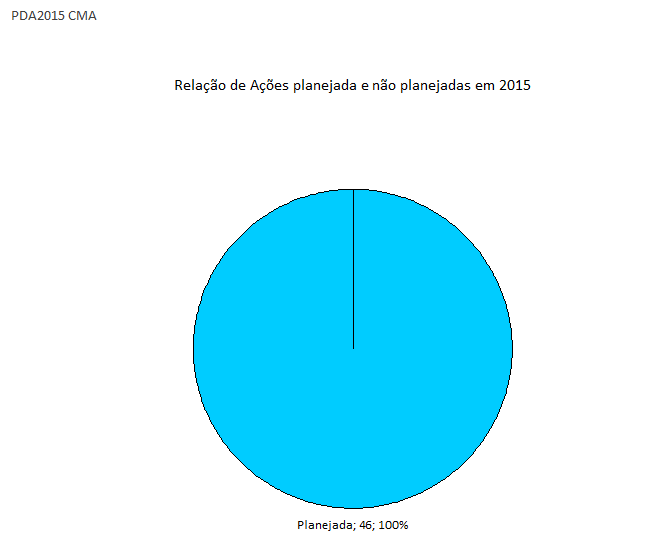 PDA2015 CMA
Relação de Ações planejada e não planejadas em 2015
Planejada; 46; 100%